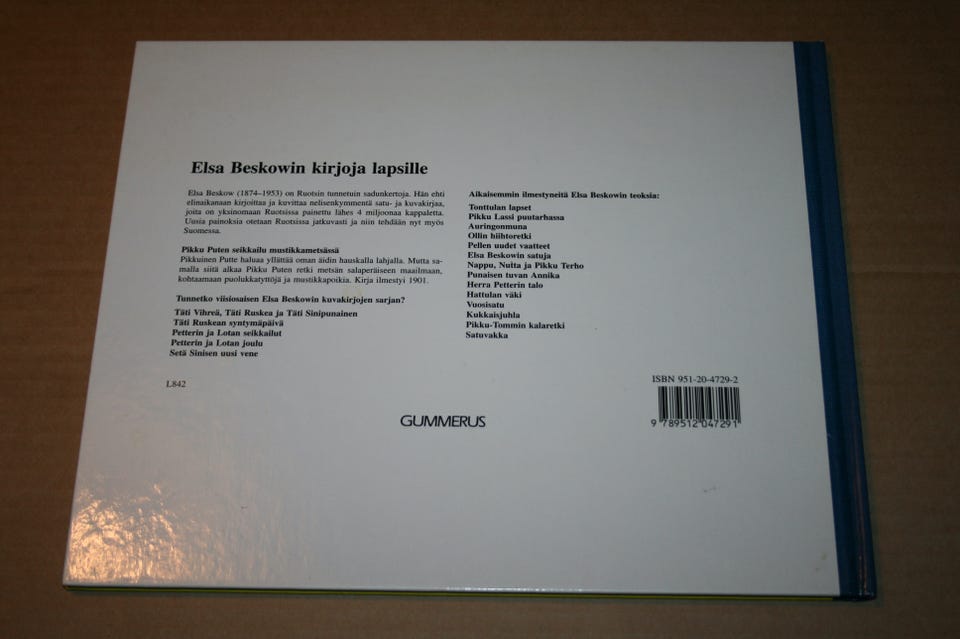 Elsa Beskowin kirjoja lapsille
Elsa Beskow (1874–1953) on Ruotsin tunnetuin sadunkertoja. Hän ehti
elinaikanaan kirjoittaa ja kuvittaa nelisenkymmentä satu- ja kuvakirjaa,
joita on yksinomaan Ruotsissa painettu lähes 4 miljoonaa kappaletta.
Uusia painoksia otetaan Ruotsissa jatkuvasti ja niin tehdään nyt myös
Suomessa.
Pikku Puten seikkailu mustikkametsässä
Pikkuinen Putte haluaa yllättää oman äidin hauskalla lahjalla. Mutta sa-
malla siitä alkaa Pikku Puten retki metsän salaperäiseen maailmaan,
kohtaamaan puolukkatyttöjä ja mustikkapoikia. Kirja ilmestyi 1901.
Tunnetko viisiosaisen Elsa Beskowin kuvakirjojen sarjan?
Täti Vihreä, Täti Ruskea ja Täti Sinipunainen
Täti Ruskean syntymäpäivä
Petterin ja Lotan seikkailut
Petterin ja Lotan joulu
Setä Sinisen uusi vene
L842
Aikaisemmin ilmestyneitä Elsa Beskowin teoksia:
Tonttulan lapset
Pikku Lassi puutarhassa
Auringonmuna
Ollin hiihtoretki
Pellen uudet vaatteet
Elsa Beskowin satuja
Nappu, Nuita ja Pikku Terho
Punaisen tuvan Annika
Herra Petterin talo
Hattulan väki
Vuosisatu
Kukkaisjuhla
Pikku-Tommin kalaretki
Satuvakka
GUMMERUS
ISBN 951-20-4729-2
9 789512 047291